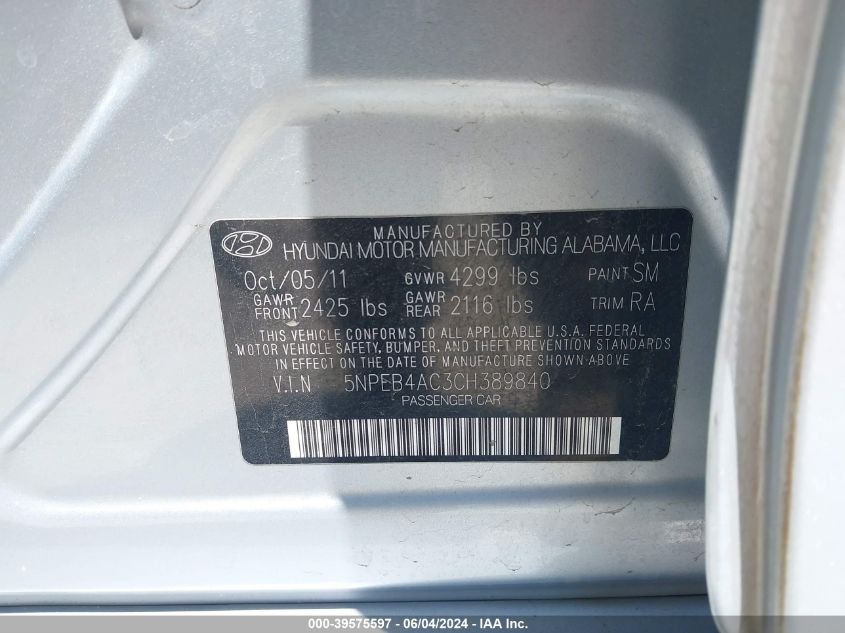 MANUFACTURED BY
HYUNDAI MOTOR MANUFACTURING ALABAMA, LLC
Oct/05/11 GVWR 4299 lbs PAINT SM
GAWR FRONT 2425 lbs GAWR REAR 2116 lbs TRIM RA
THIS VEHICLE CONFORMS TO ALL APPLICABLE U.S.A. FEDERAL
MOTOR VEHICLE SAFETY, BUMPER, AND THEFT PREVENTION STANDARDS
IN EFFECT ON THE DATE OF MANUFACTURE SHOWN ABOVE.
V.I.N 5NPEB4AC3CH389840
PASSENGER CAR
000-39575597 - 06/04/2024 - IAA Inc.